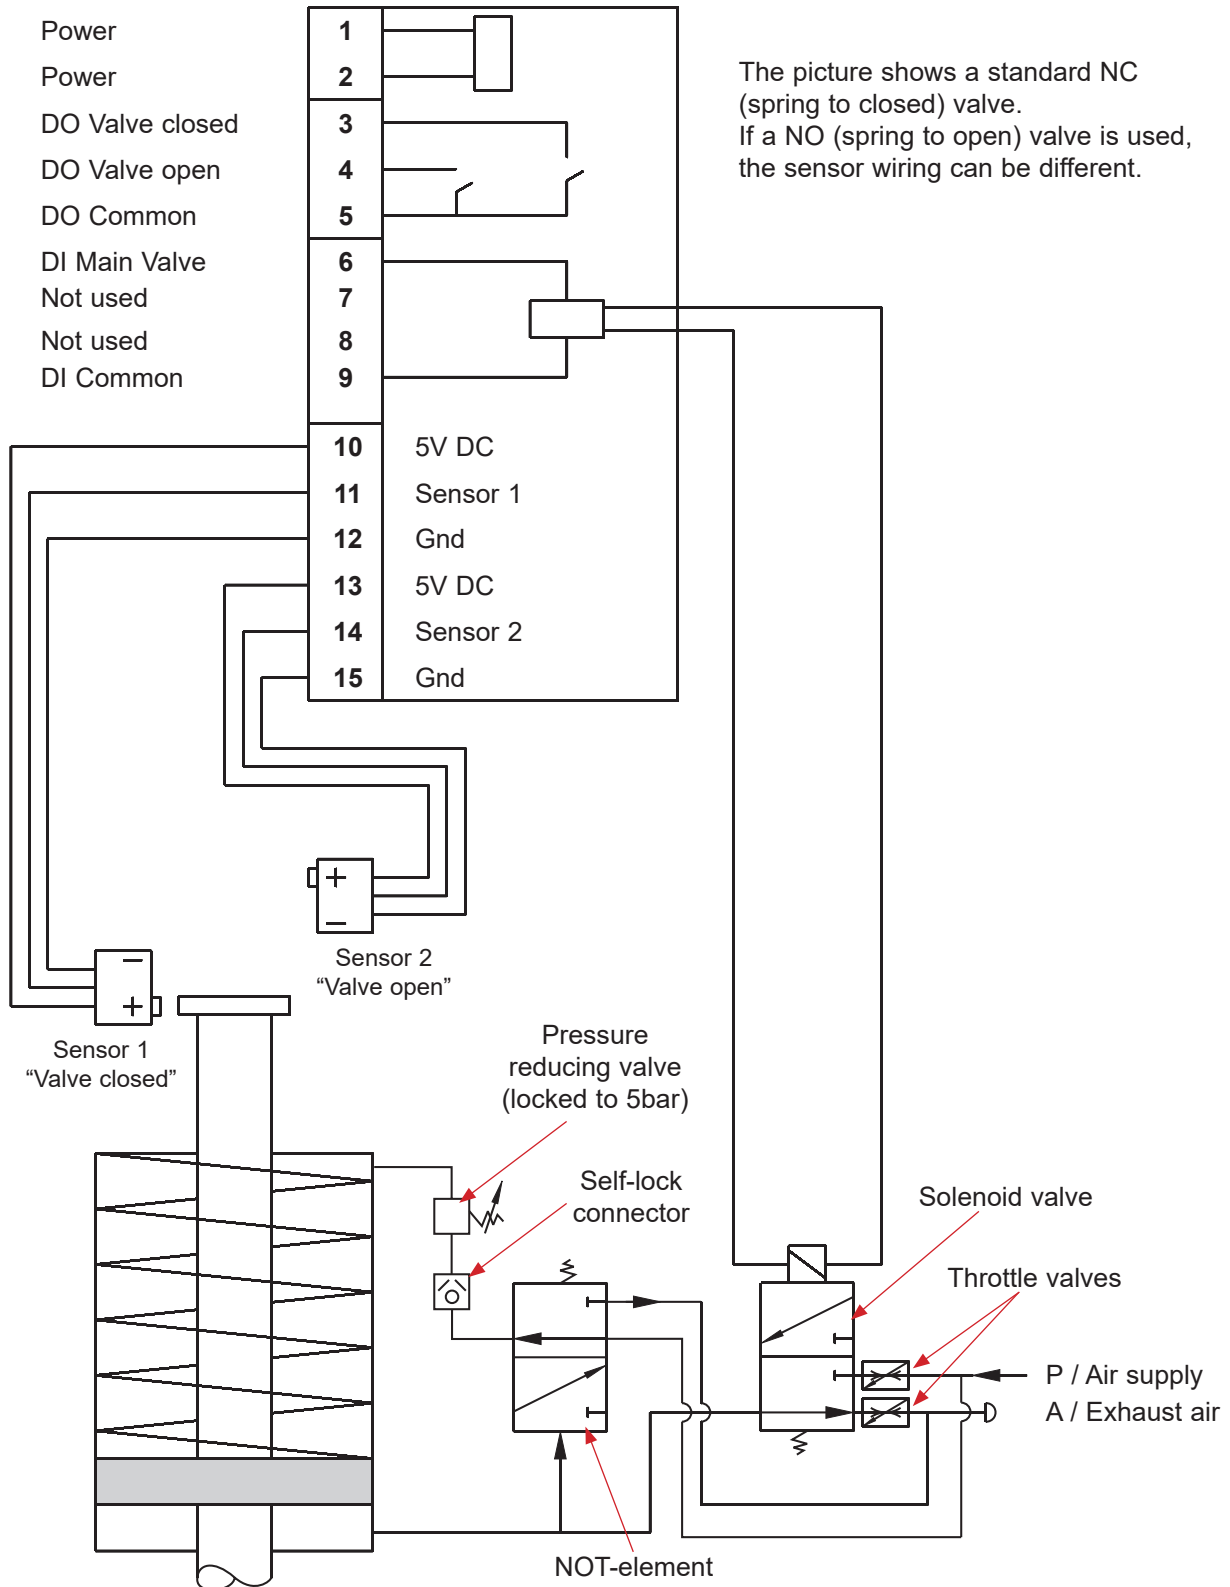 Power 1
Power 2
DO Valve closed 3
DO Valve open 4
DO Common 5
DI Main Valve 6
Not used 7
Not used 8
DI Common 9
10 5V DC
11 Sensor 1
12 Gnd
13 5V DC
14 Sensor 2
15 Gnd
The picture shows a standard NC
(spring to closed) valve.
If a NO (spring to open) valve is used,
the sensor wiring can be different.
+
–
Sensor 2
“Valve open”
–
+
Sensor 1
“Valve closed”
Pressure
reducing valve
(locked to 5bar)
Self-lock
connector
Solenoid valve
Throttle valves
P / Air supply
A / Exhaust air
NOT-element